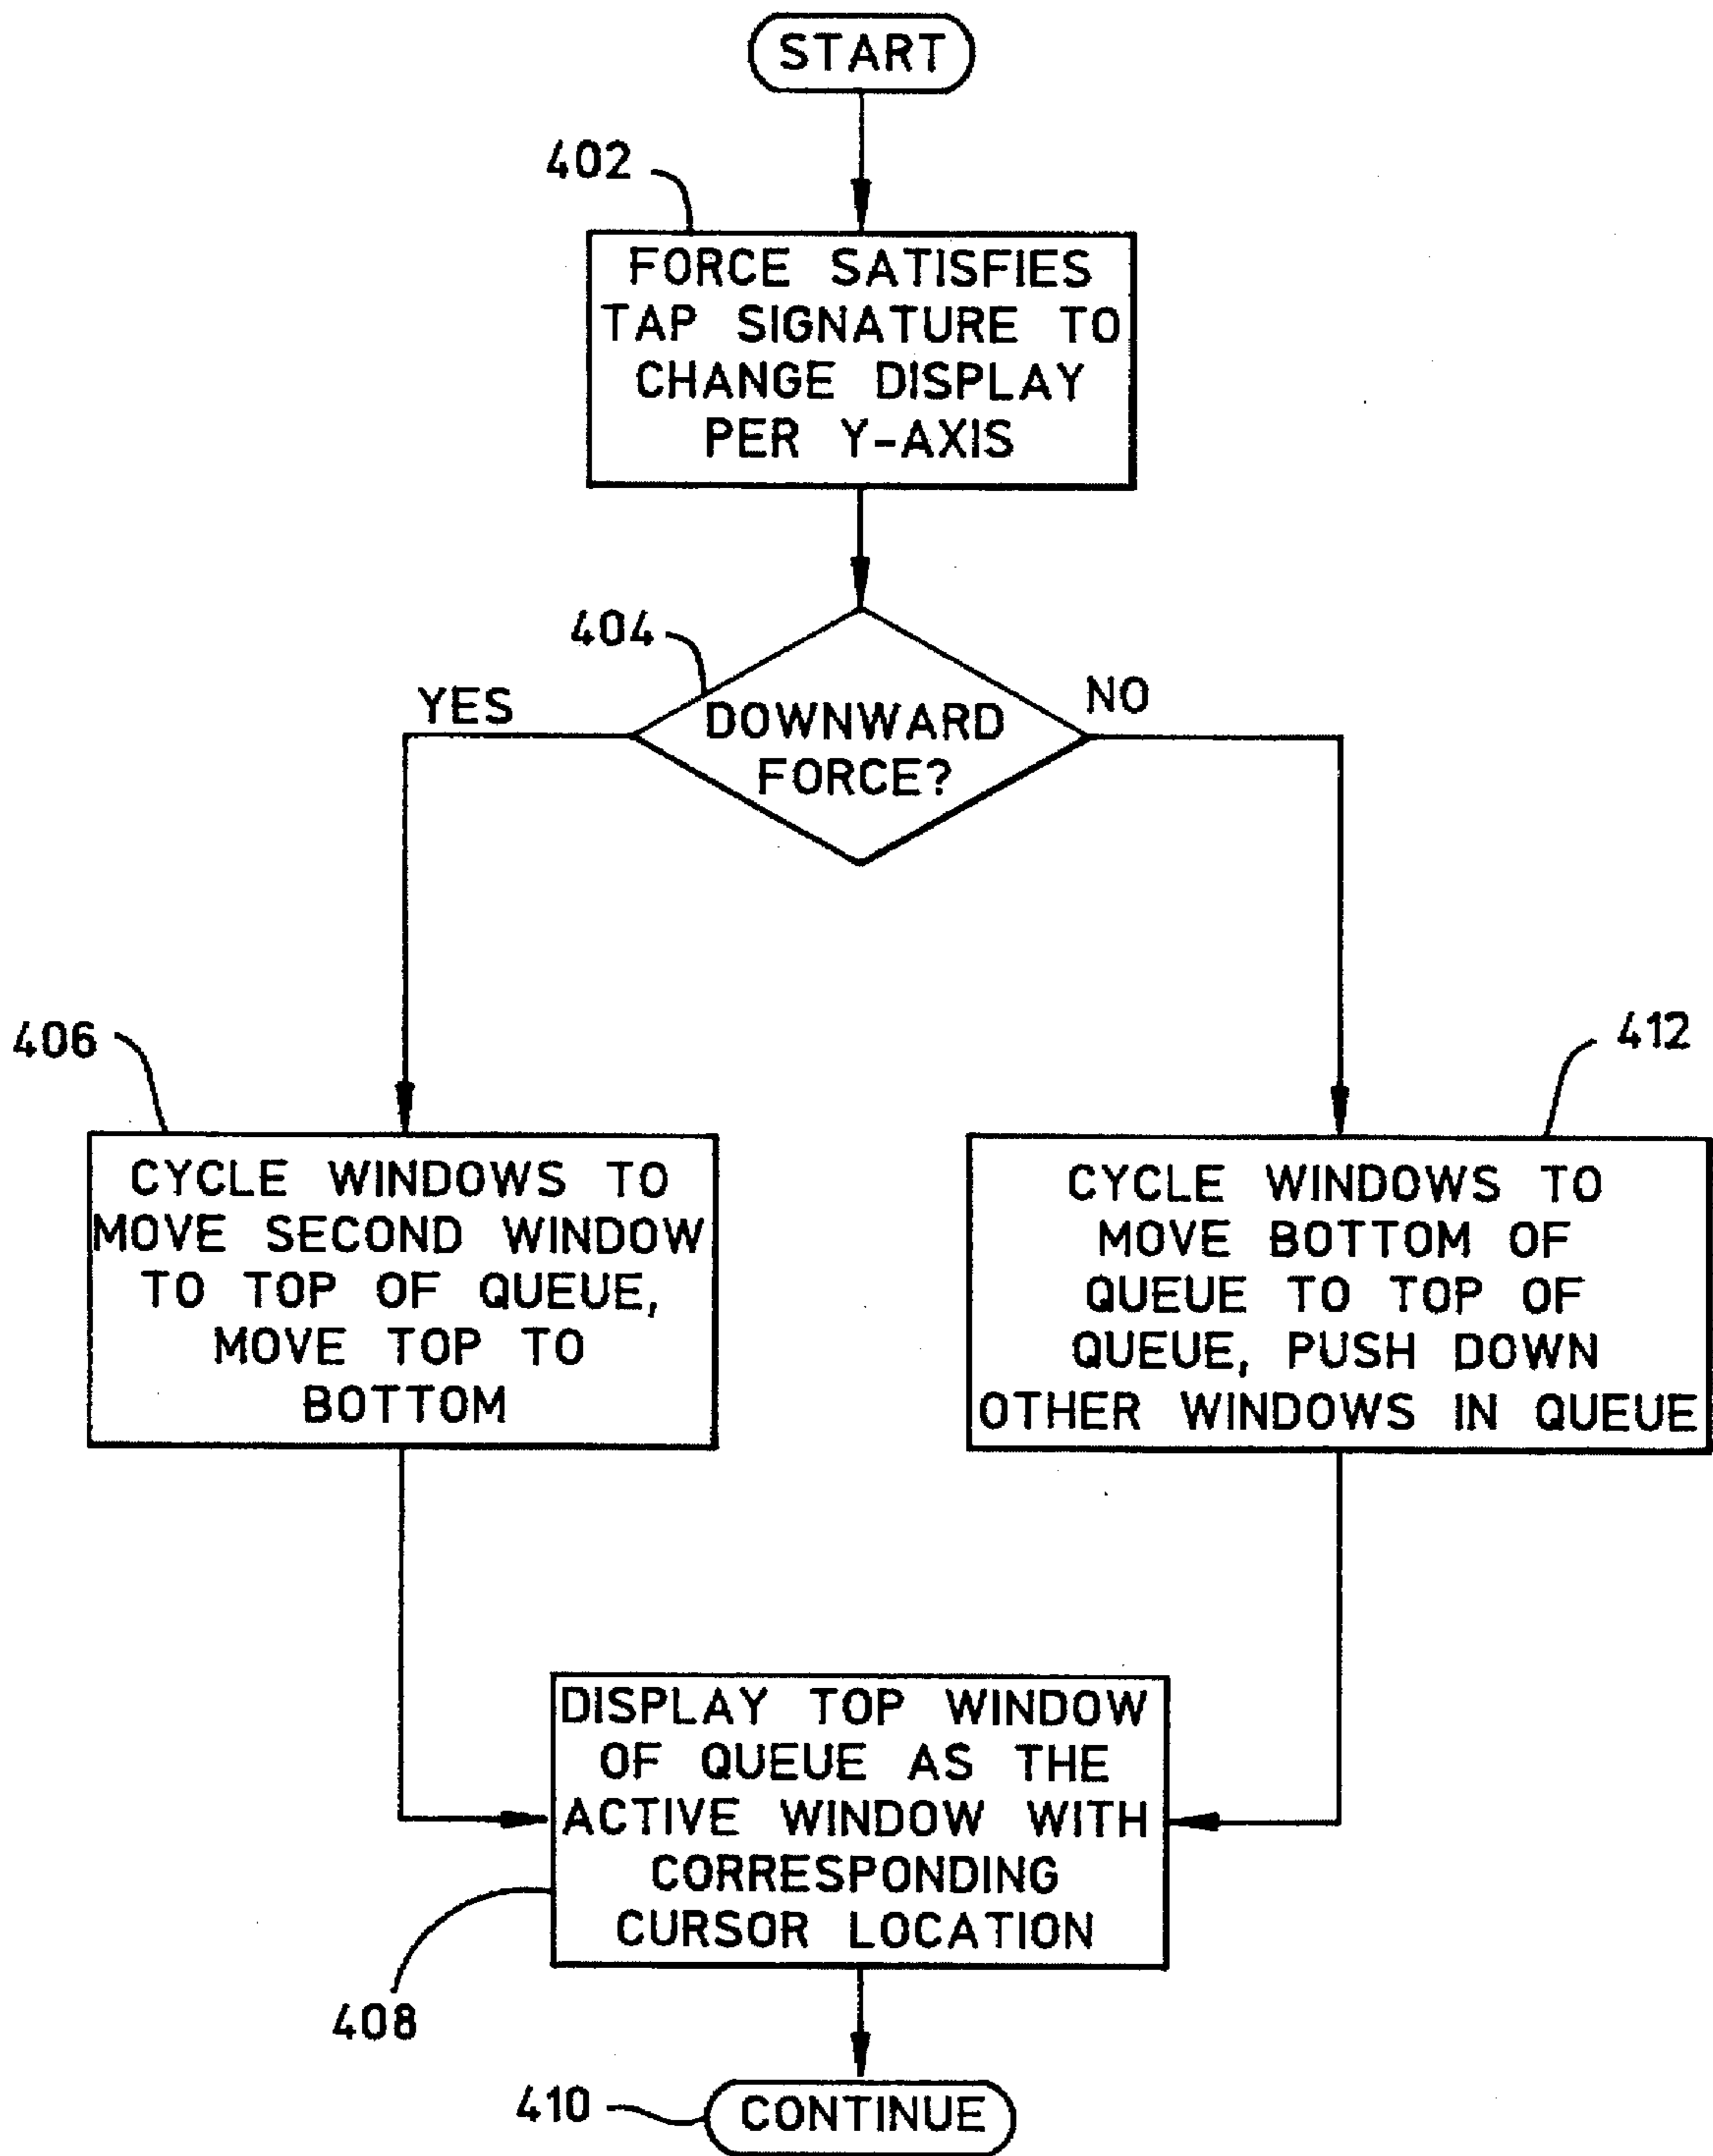 START
402
FORCE SATISFIES
TAP SIGNATURE TO
CHANGE DISPLAY
PER Y-AXIS
404
YES
DOWNWARD
FORCE?
NO
406
CYCLE WINDOWS TO
MOVE SECOND WINDOW
TO TOP OF QUEUE,
MOVE TOP TO
BOTTOM
412
CYCLE WINDOWS TO
MOVE BOTTOM OF
QUEUE TO TOP OF
QUEUE, PUSH DOWN
OTHER WINDOWS IN QUEUE
DISPLAY TOP WINDOW
OF QUEUE AS THE
ACTIVE WINDOW WITH
CORRESPONDING
CURSOR LOCATION
408
410
CONTINUE